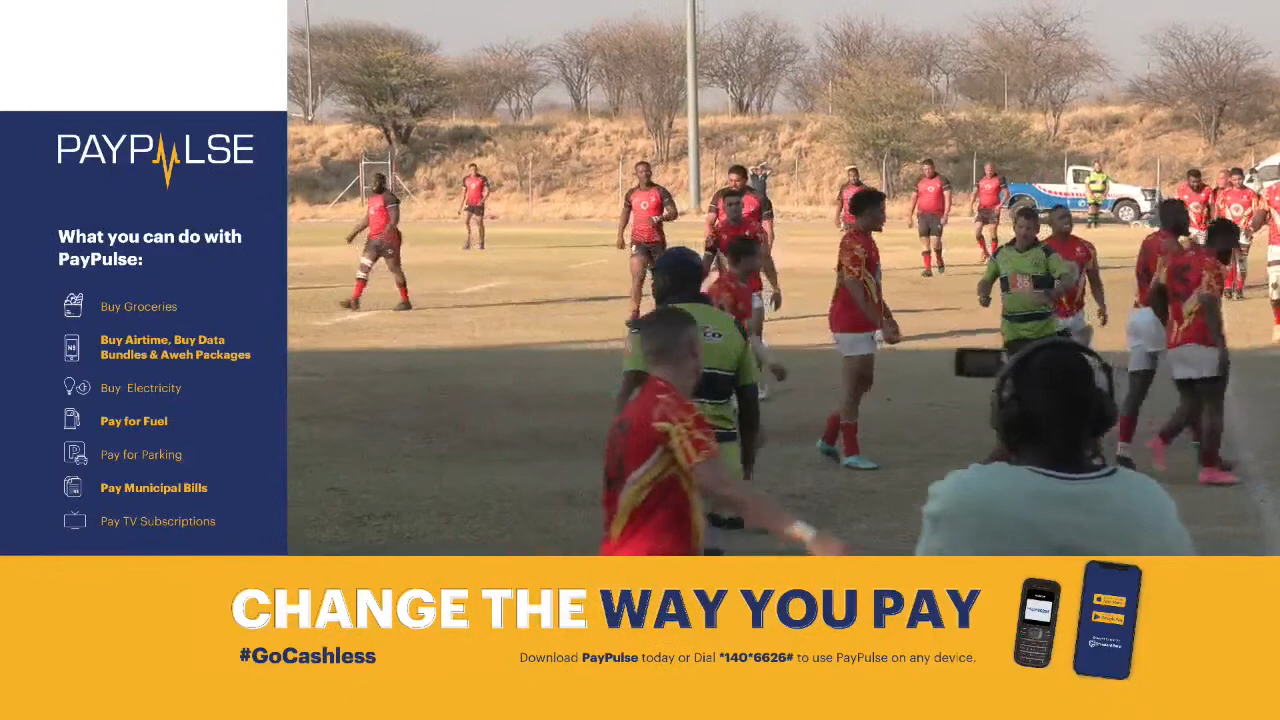 PAYPULSE
What you can do with
PayPulse:
Buy Groceries
Buy Airtime, Buy Data
Bundles & Aweh Packages
Buy Electricity
Pay for Fuel
Pay for Parking
Pay Municipal Bills
Pay TV Subscriptions
CHANGE THE WAY YOU PAY
#GoCashless
Download PayPulse today or Dial *140*6626# to use PayPulse on any device.